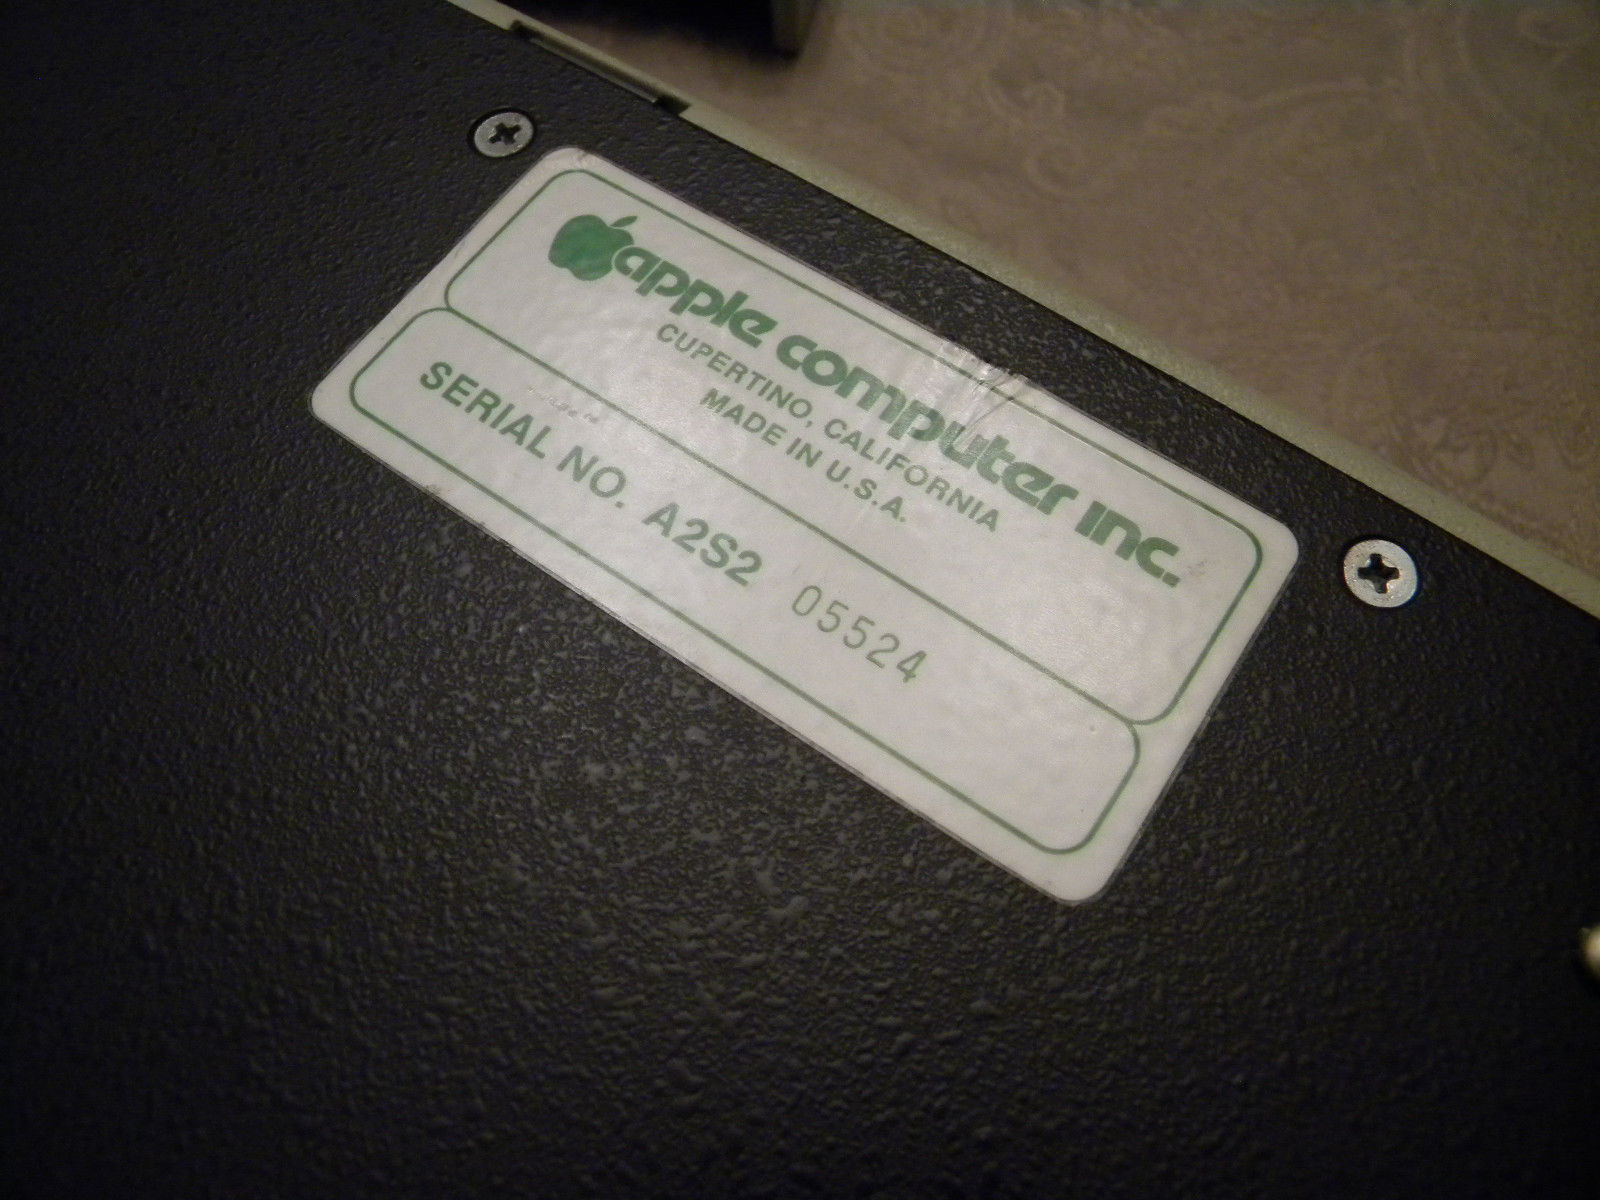 apple computer inc.
CUPERTINO, CALIFORNIA
MADE IN U.S.A.
SERIAL NO. A2S2 05524